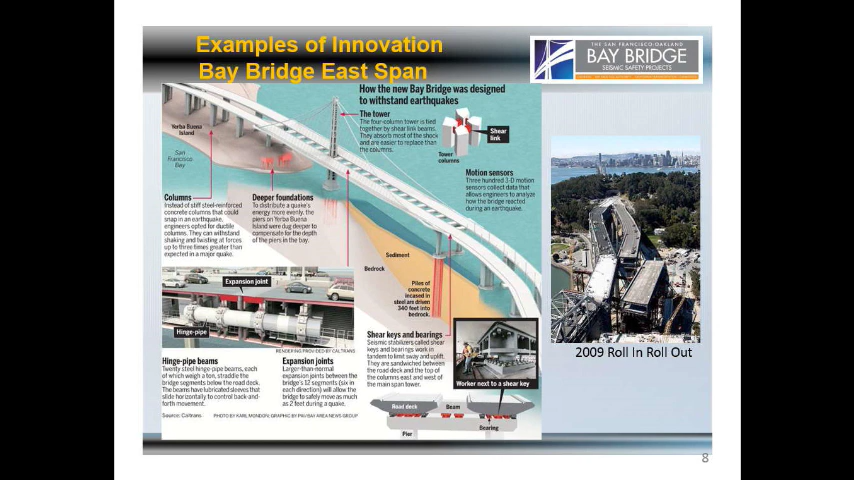 Examples of Innovation
Bay Bridge East Span
THE SAN FRANCISCO-OAKLAND
BAY BRIDGE
SEISMIC SAFETY PROJECTS
How the new Bay Bridge was designed
to withstand earthquakes
The tower
The four-column tower is tied
together by shear link beams.
They absorb most of the shock
and are easier to replace than
the columns.
Shear
link
Tower
columns
Yerba Buena
Island
San
Francisco
Bay
Motion sensors
Three hundred 3-D motion
sensors collect data that
allows engineers to analyze
how the bridge reacted
during an earthquake.
Columns
Instead of stiff steel-reinforced
concrete columns that could
snap in an earthquake,
engineers opted for ductile
columns. They can withstand
shaking and twisting at forces
up to three times greater than
expected in a major quake.
Deeper foundations
To distribute a quake's
energy more evenly, the
piers on Yerba Buena
Island were dug deeper to
compensate for the depth
of the piers in the bay.
Sediment
Bedrock
Piles of
concrete
incased in
steel are driven
340 feet into
bedrock.
Expansion joint
Hinge-pipe
RENDERING PROVIDED BY CALTRANS
Hinge-pipe beams
Twenty steel hinge-pipe beams, each
of which weigh a ton, straddle the
bridge segments below the road deck.
The beams have lubricated sleeves that
slide horizontally to control back-and-
forth movement.
Expansion joints
Larger-than-normal
expansion joints between the
bridge's 12 segments (six in
each direction) will allow the
bridge to safely move as much
as 2 feet during a quake.
Shear keys and bearings
Seismic stabilizers called shear
keys and bearings work in
tandem to limit sway and uplift.
They are sandwiched between
the road deck and the top of
the columns east and west of
the main span tower.
Worker next to a shear key
Road deck
Beam
Bearing
Pier
Source: Caltrans
PHOTO BY KARL MONDON; GRAPHIC BY PAI/BAY AREA NEWS GROUP
2009 Roll In Roll Out
8